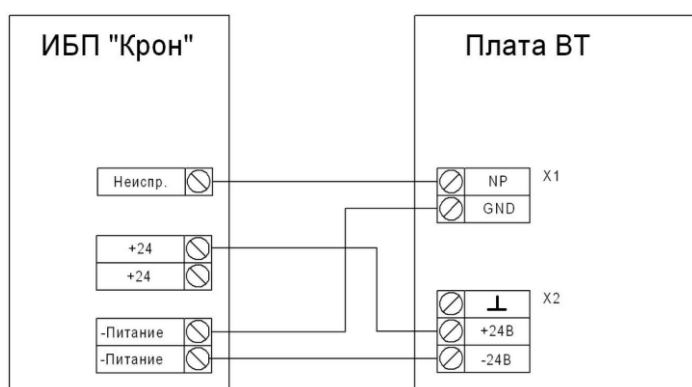 ИБП "Крон"
Плата ВТ
Неиспр.
+24
+24
-Питание
-Питание
NP
X1
GND
X2
+24В
-24В